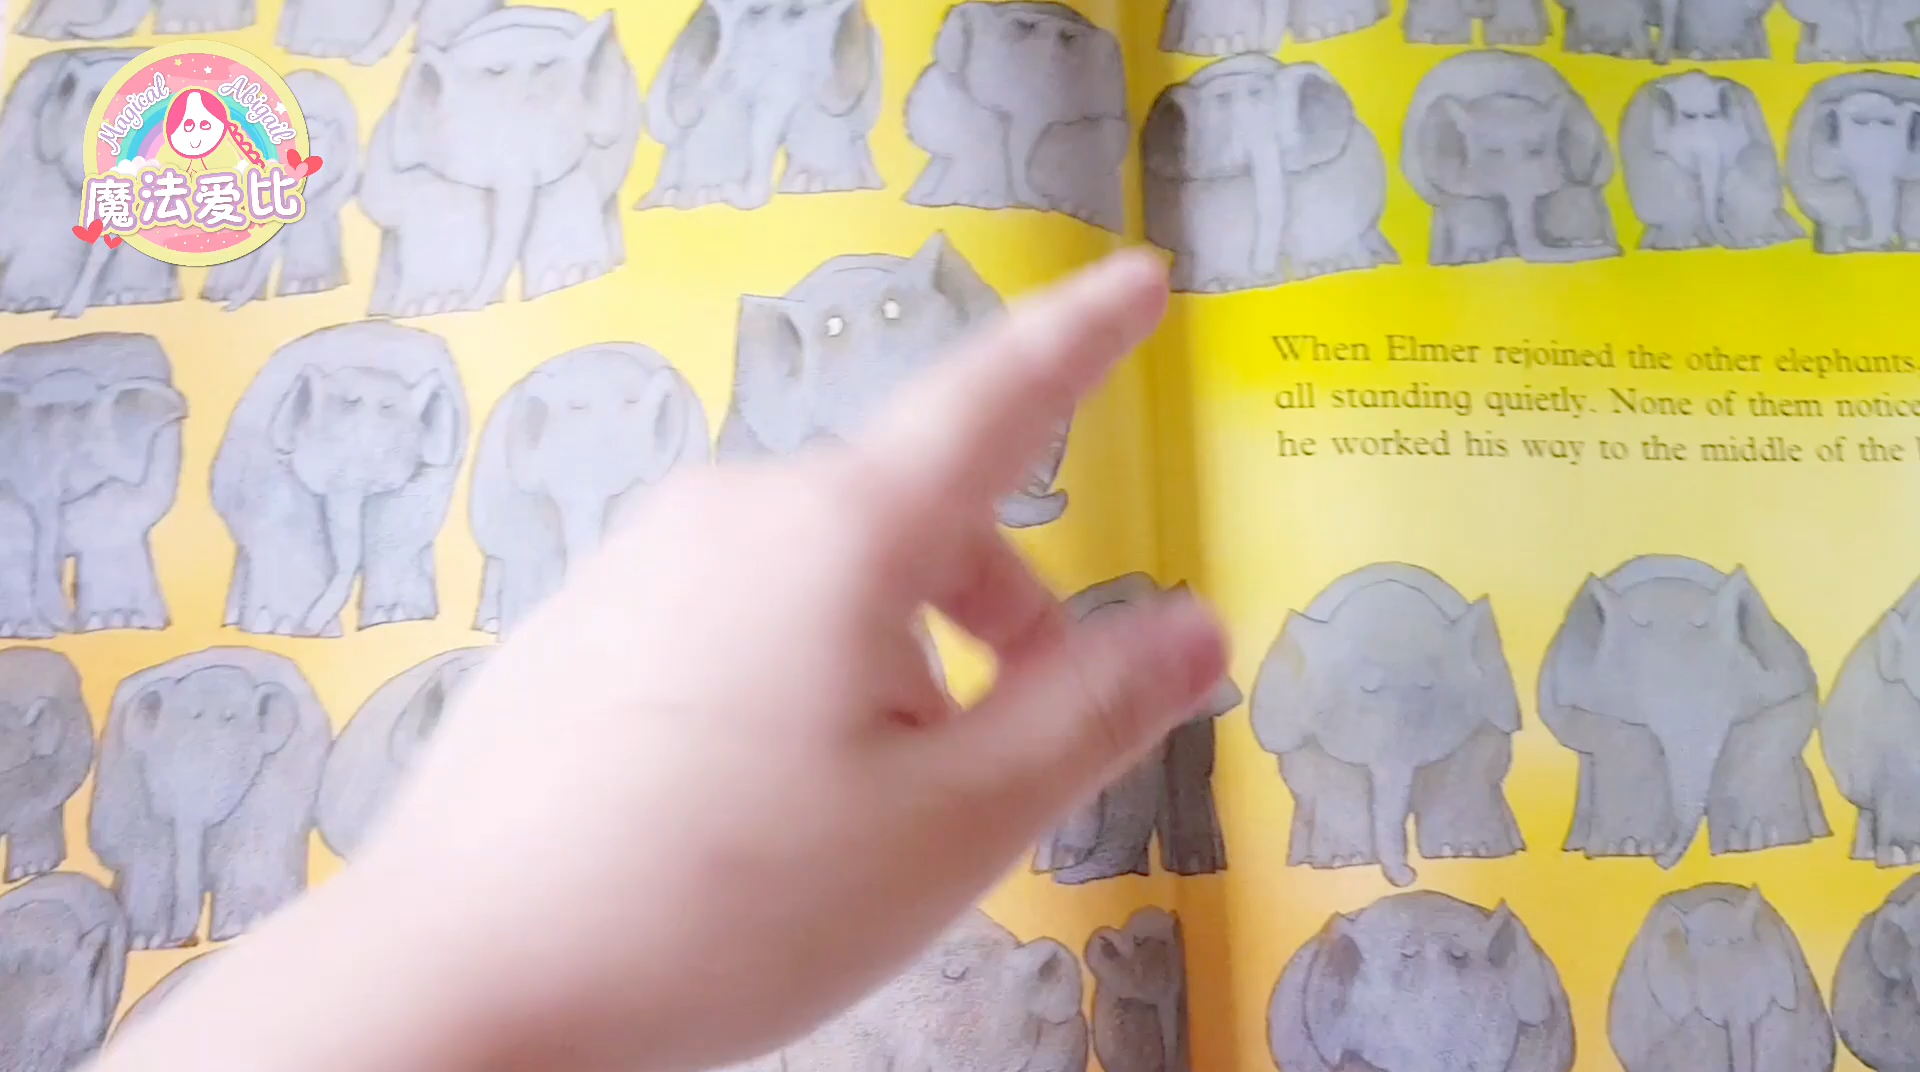 Magical Abigail
魔法爱比
When Elmer rejoined the other elephants
all standing quietly. None of them
he worked his way to the middle of the